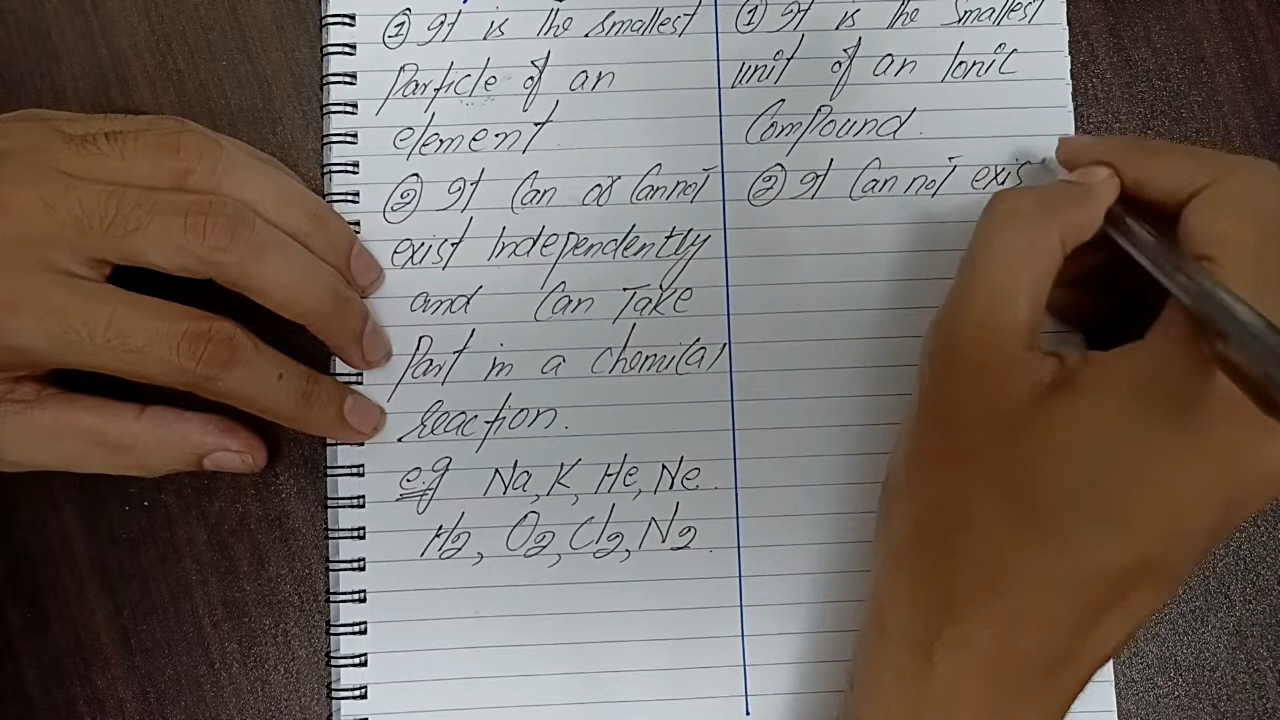 ① It is the smallest
Particle of an
element
② It Can or Cannot
exist Independently
and Can Take
Part in a Chemical
reaction.
e.g Na, K, He, Ne.
H2, O2, Cl2, N2.
① It is the Smallest
unit of an Ionic
Compound.
② It Can not exis